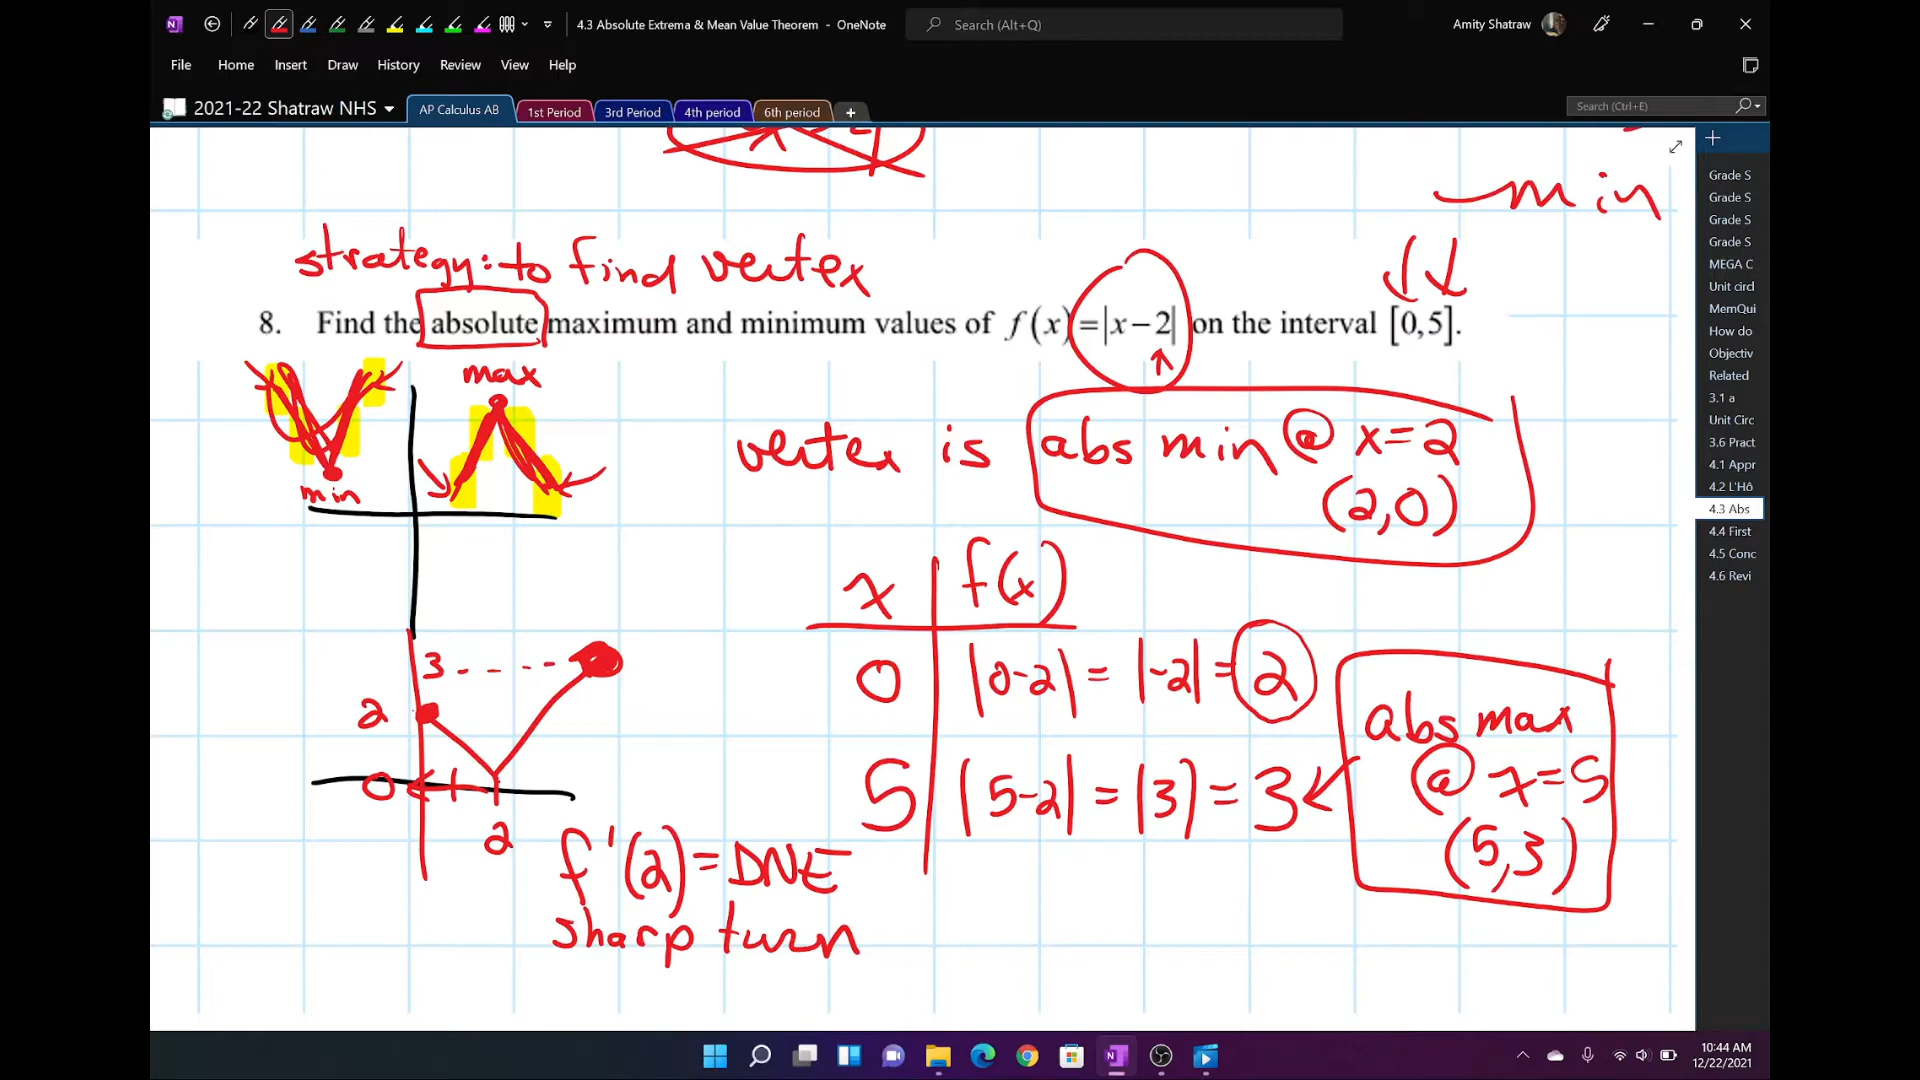 4.3 Absolute Extrema & Mean Value Theorem - OneNote
Search (Alt+Q)
Amity Shatraw
File Home Insert Draw History Review View Help
2021-22 Shatraw NHS
AP Calculus AB 1st Period 3rd Period 4th period 6th period +
Search (Ctrl+E)
min
strategy: to find vertex
8. Find the absolute maximum and minimum values of f(x)=|x−2| on the interval [0,5].
max
min
vertex is abs min @ x=2
(2,0)
x f(x)
0 |0-2| = |-2| = 2
5 |5-2| = |3| = 3
abs max
@ x=5
(5,3)
3
2
0
2
f'(2) = DNE
sharp turn
Grade S
Grade S
Grade S
Grade S
MEGA C
Unit circl
MemQui
How do
Objectiv
Related
3.1 a
Unit Circ
3.6 Pract
4.1 Appr
4.2 L'Hô
4.3 Abs
4.4 First
4.5 Conc
4.6 Revi
10:44 AM
12/22/2021